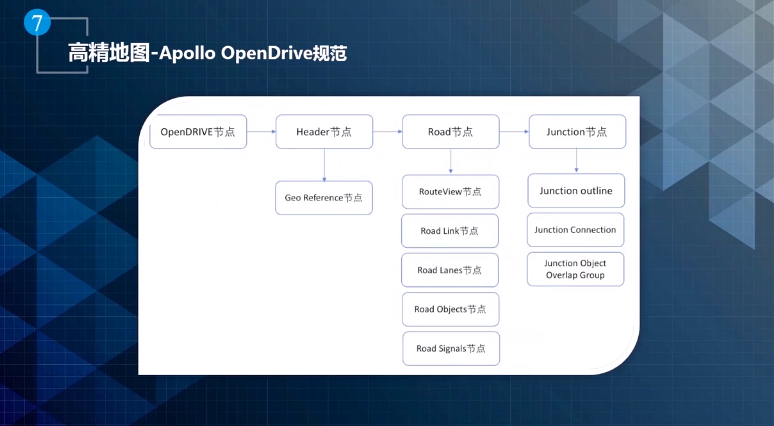 7
高精地图-Apollo OpenDrive规范
OpenDRIVE节点
Header节点
Road节点
Junction节点
Geo Reference节点
RouteView节点
Road Link节点
Road Lanes节点
Road Objects节点
Road Signals节点
Junction outline
Junction Connection
Junction Object
Overlap Group